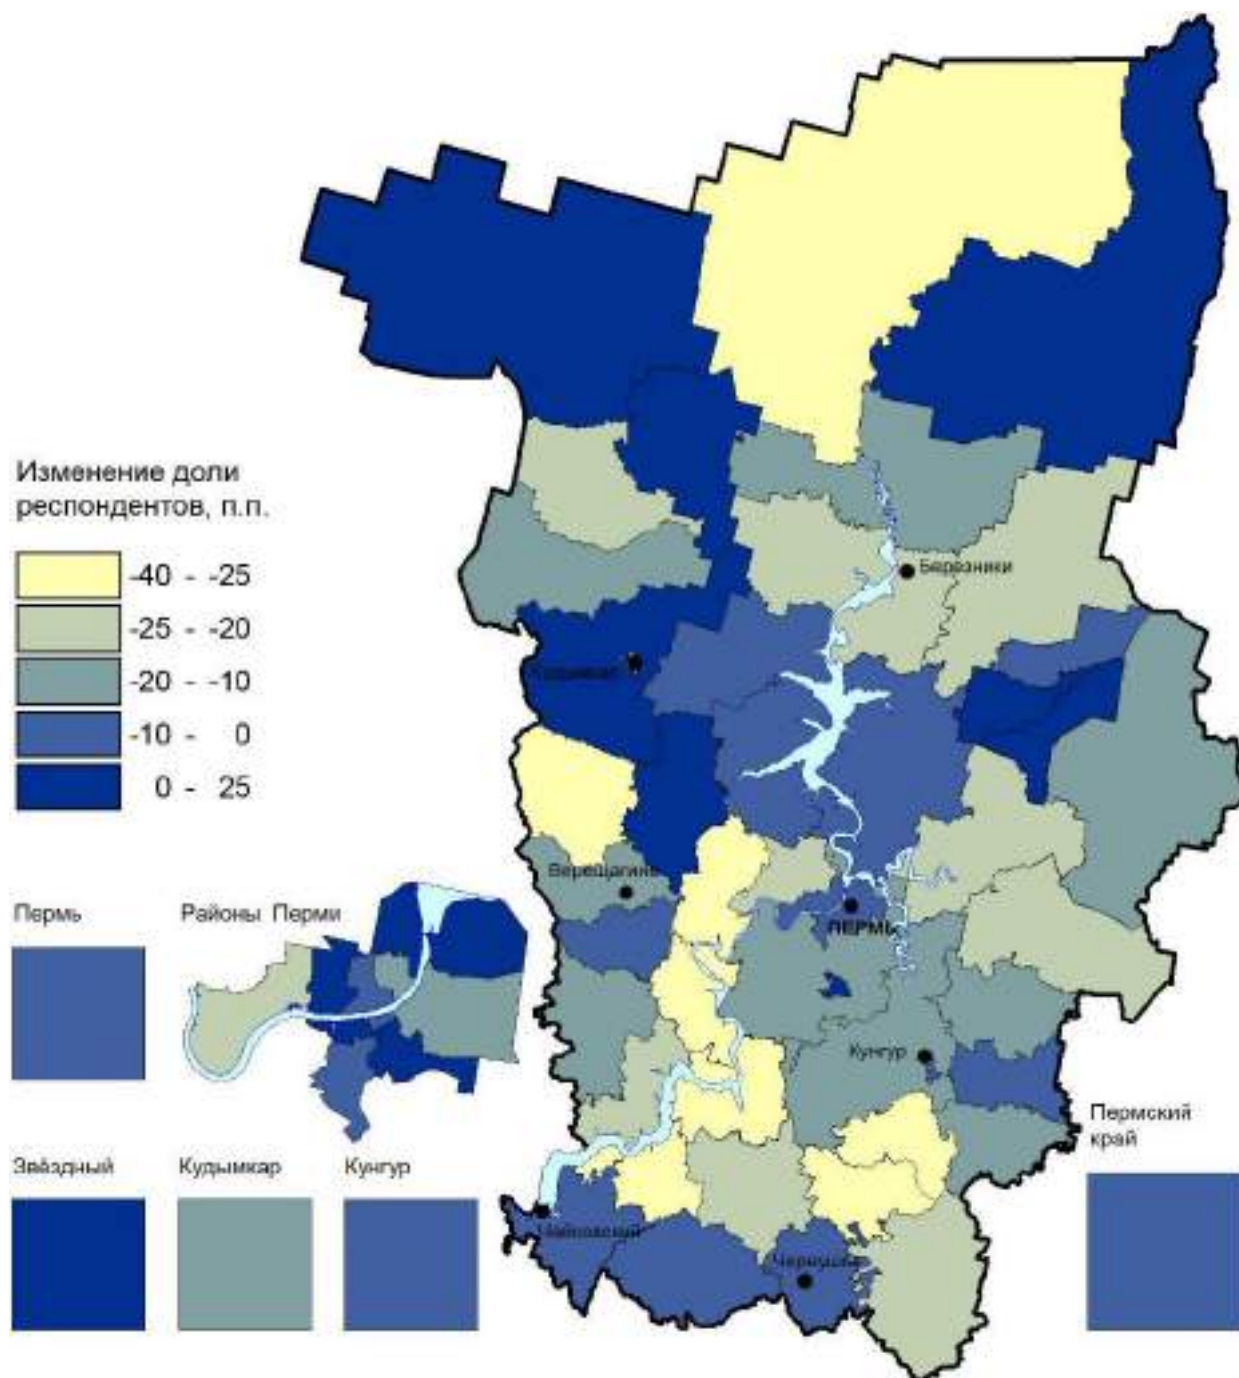 Изменение доли
респондентов, п.п.
-40 - -25
-25 - -20
-20 - -10
-10 - 0
0 - 25
Березники
Верещагино
Пермь
Районы Перми
ПЕРМЬ
Кунгур
Пермский
край
Звёздный
Кудымкар
Кунгур
Чайковский
Чернушка